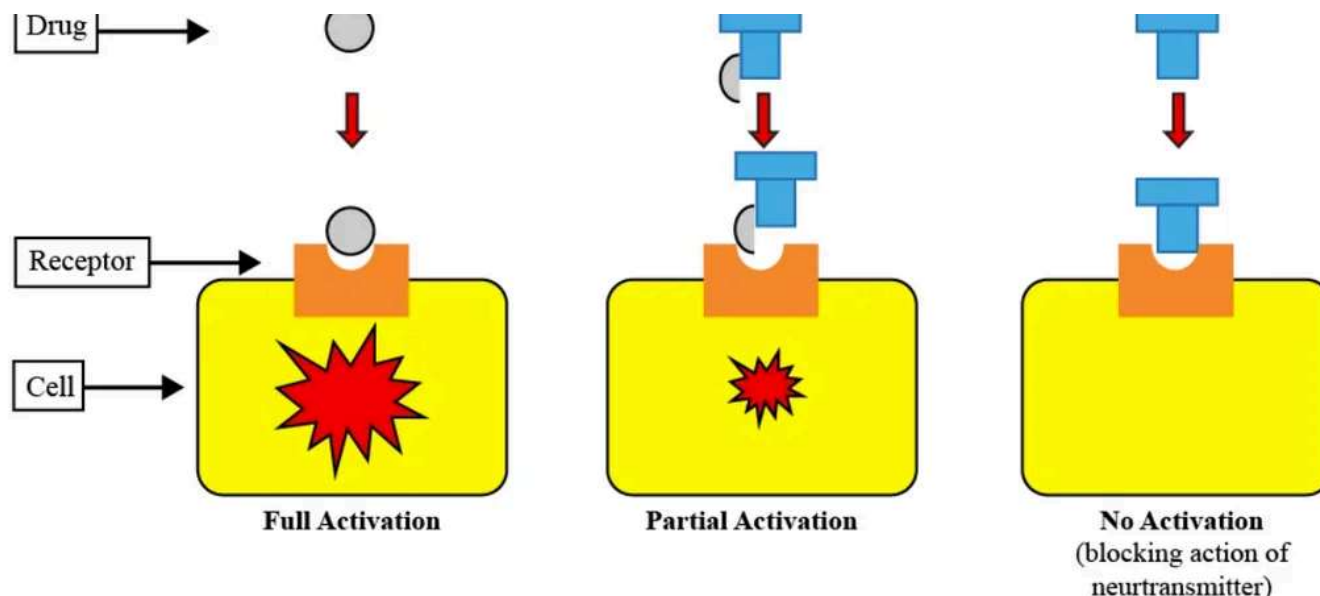 Drug
Receptor
Cell
Full Activation
Partial Activation
No Activation
(blocking action of
neurtransmitter)